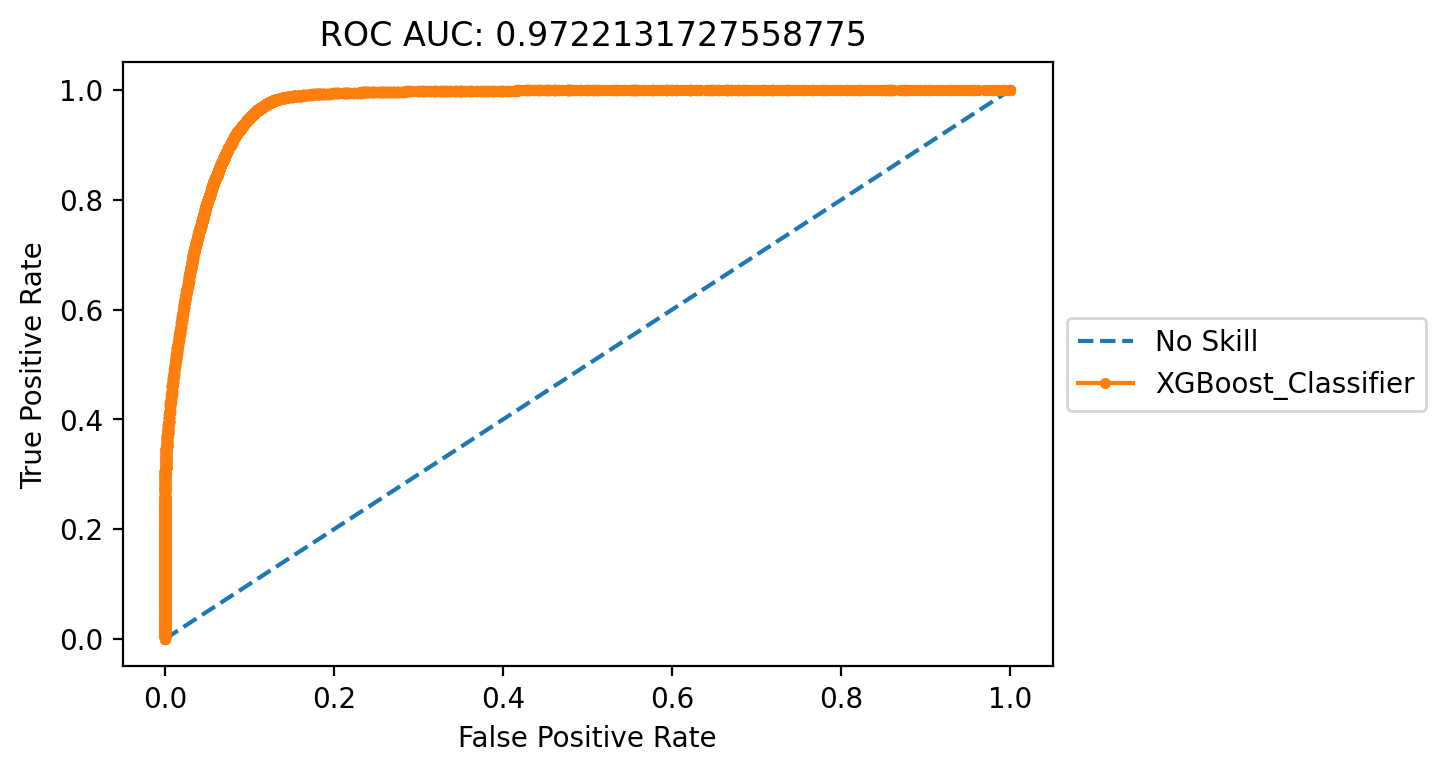 ROC AUC: 0.9722131727558775
1.0
0.8
0.6
0.4
0.2
0.0
True Positive Rate
0.0 0.2 0.4 0.6 0.8 1.0
False Positive Rate
No Skill
XGBoost_Classifier